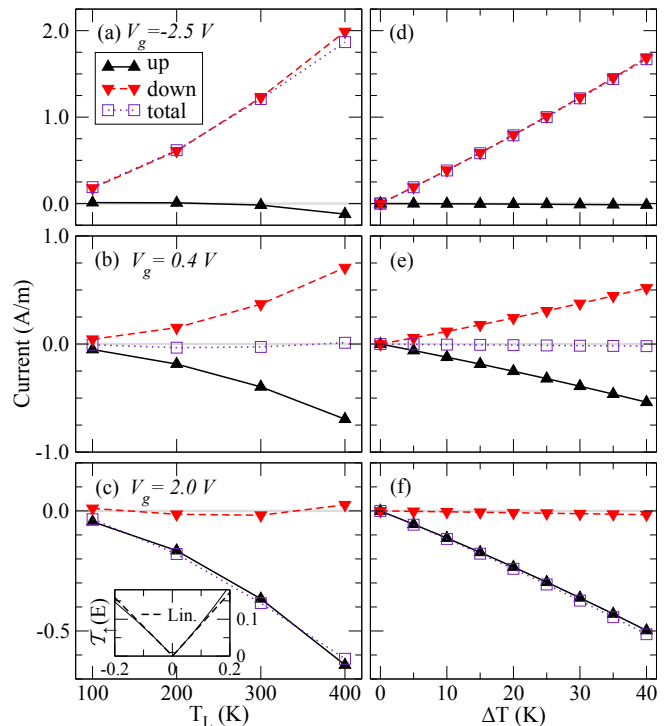 (a) V_g=-2.5 V
up
down
total
(d)
2.0
1.0
0.0
(b) V_g= 0.4 V
(e)
1.0
0.0
-1.0
Current (A/m)
(c) V_g= 2.0 V
(f)
0.0
-0.5
T↑(E)
Lin.
0.1
0
-0.2 0 0.2
100 200 300 400
0 10 20 30 40
T_L (K)
ΔT (K)